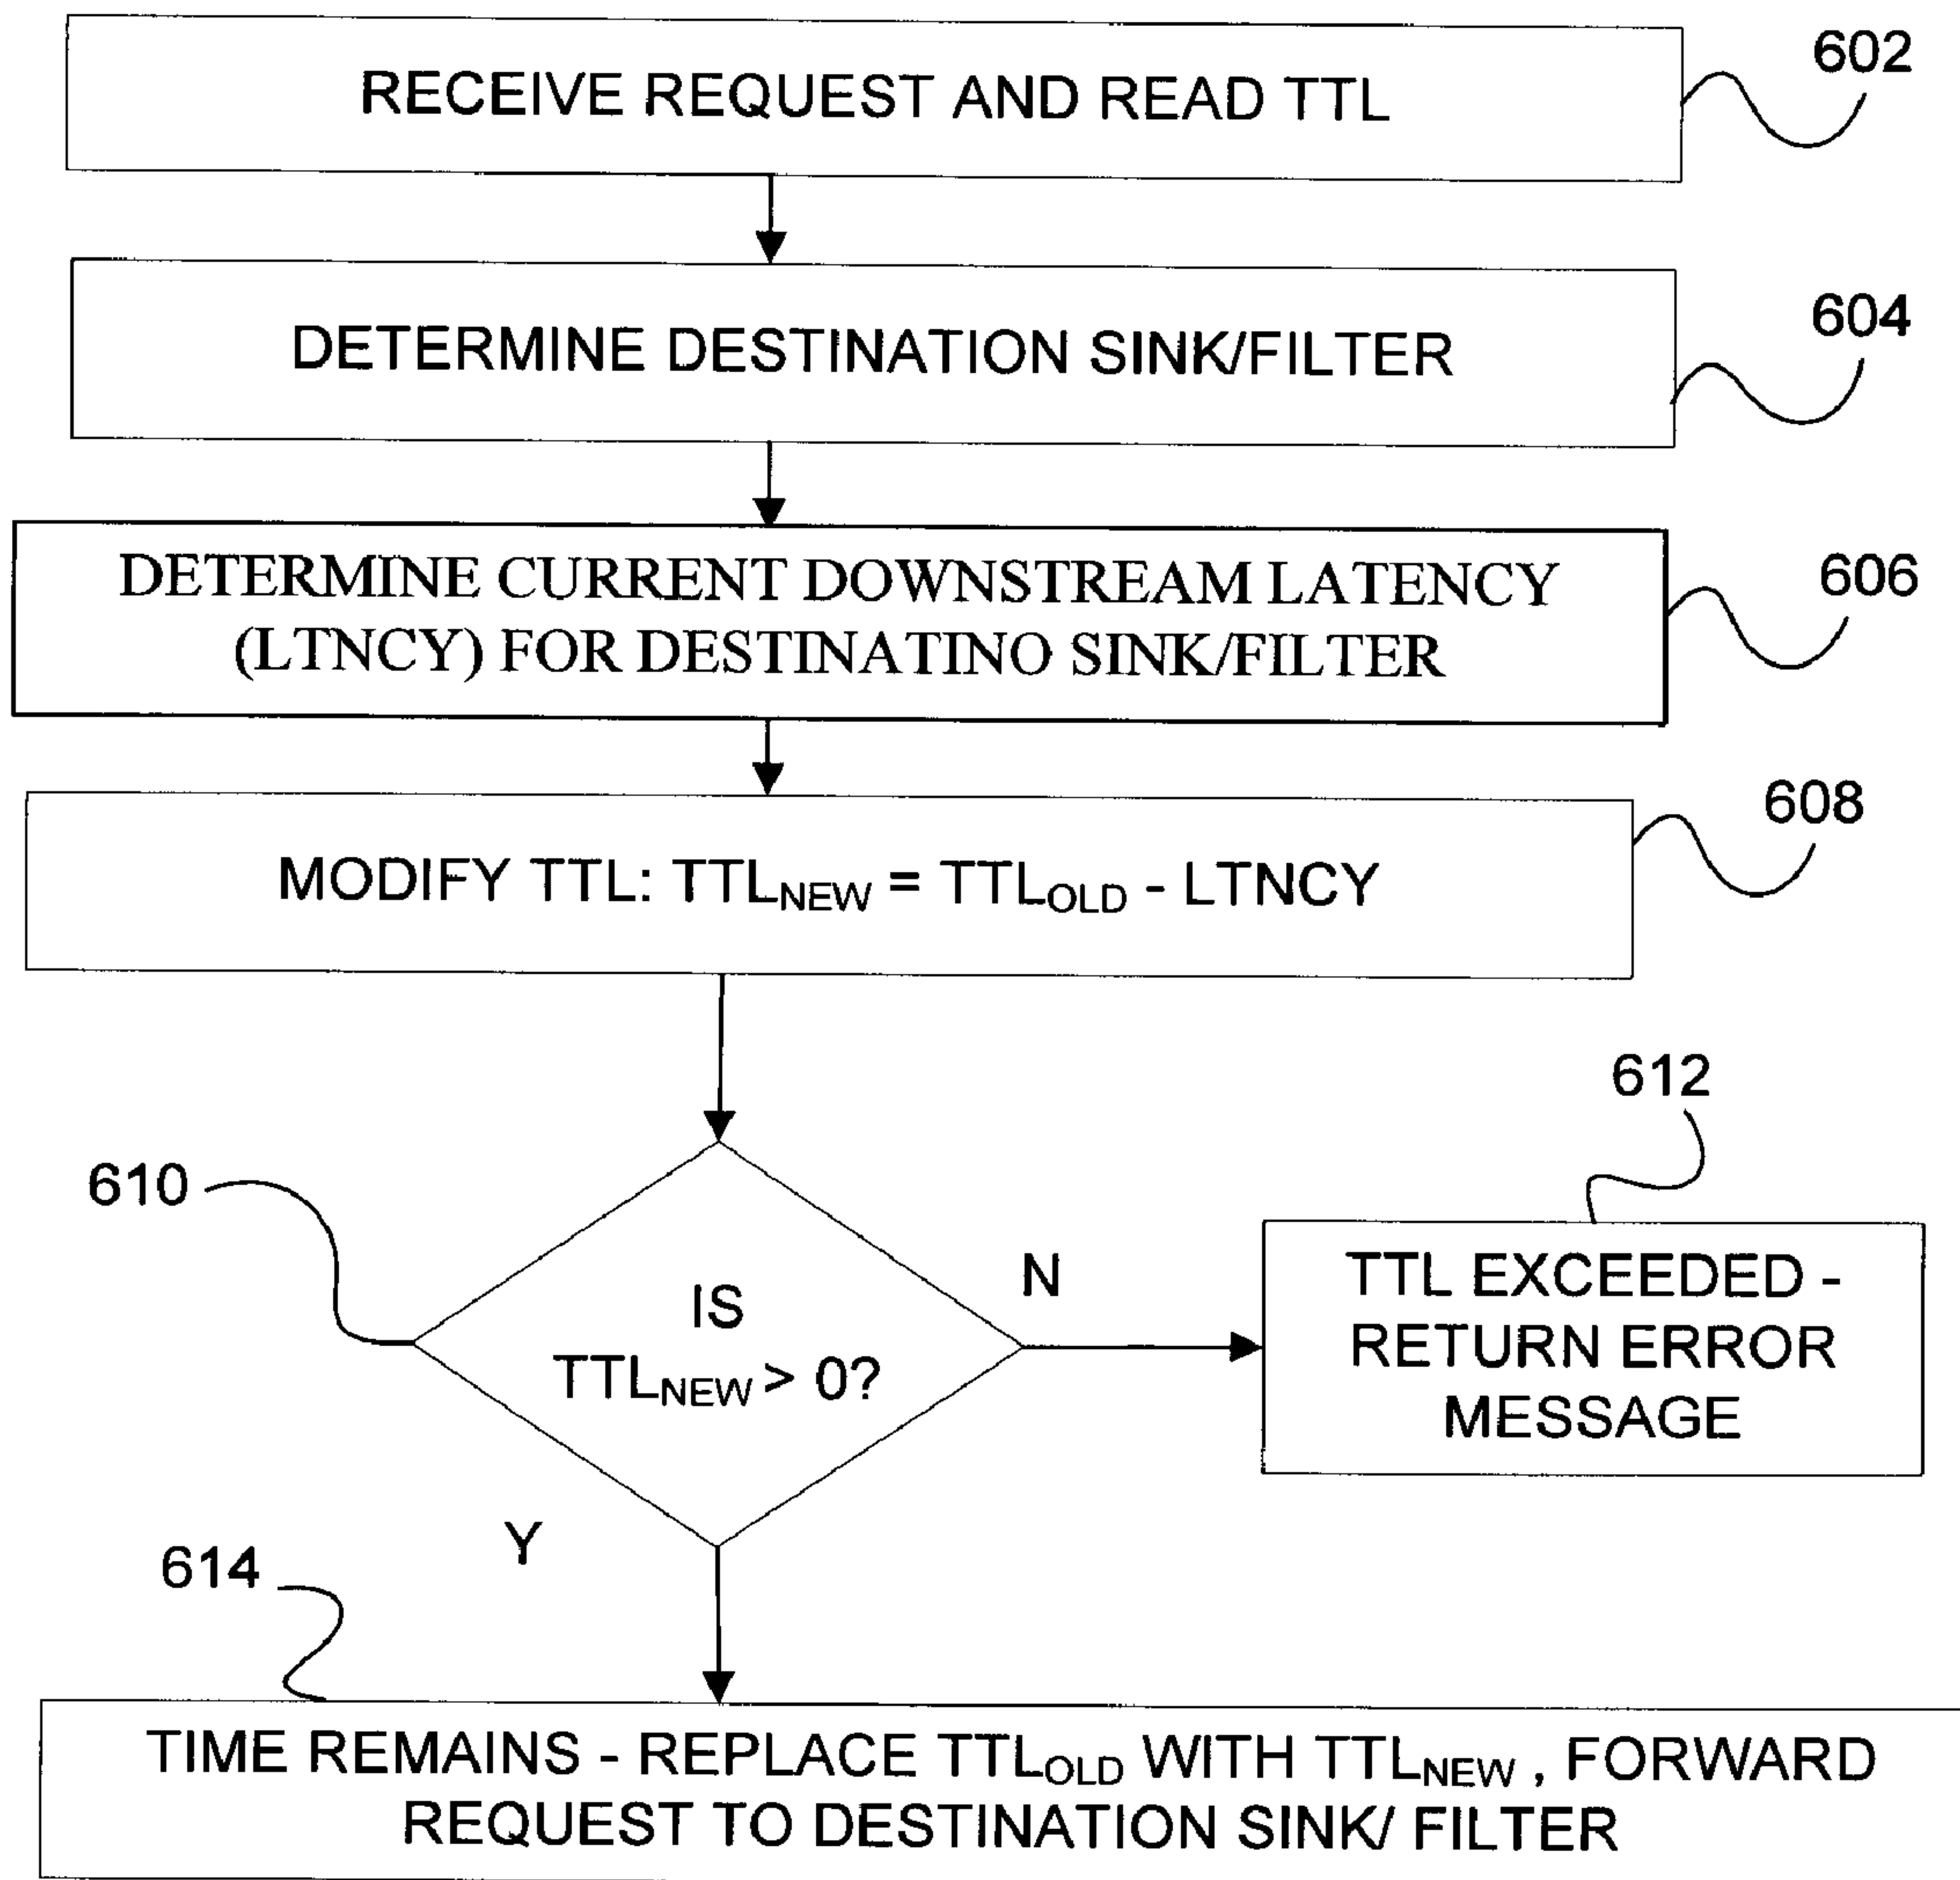 RECEIVE REQUEST AND READ TTL
602
DETERMINE DESTINATION SINK/FILTER
604
DETERMINE CURRENT DOWNSTREAM LATENCY
(LTNCY) FOR DESTINATINO SINK/FILTER
606
MODIFY TTL: TTLNEW = TTLOLD - LTNCY
608
610
IS
TTLNEW > 0?
N
612
TTL EXCEEDED -
RETURN ERROR
MESSAGE
Y
614
TIME REMAINS - REPLACE TTLOLD WITH TTLNEW , FORWARD
REQUEST TO DESTINATION SINK/ FILTER